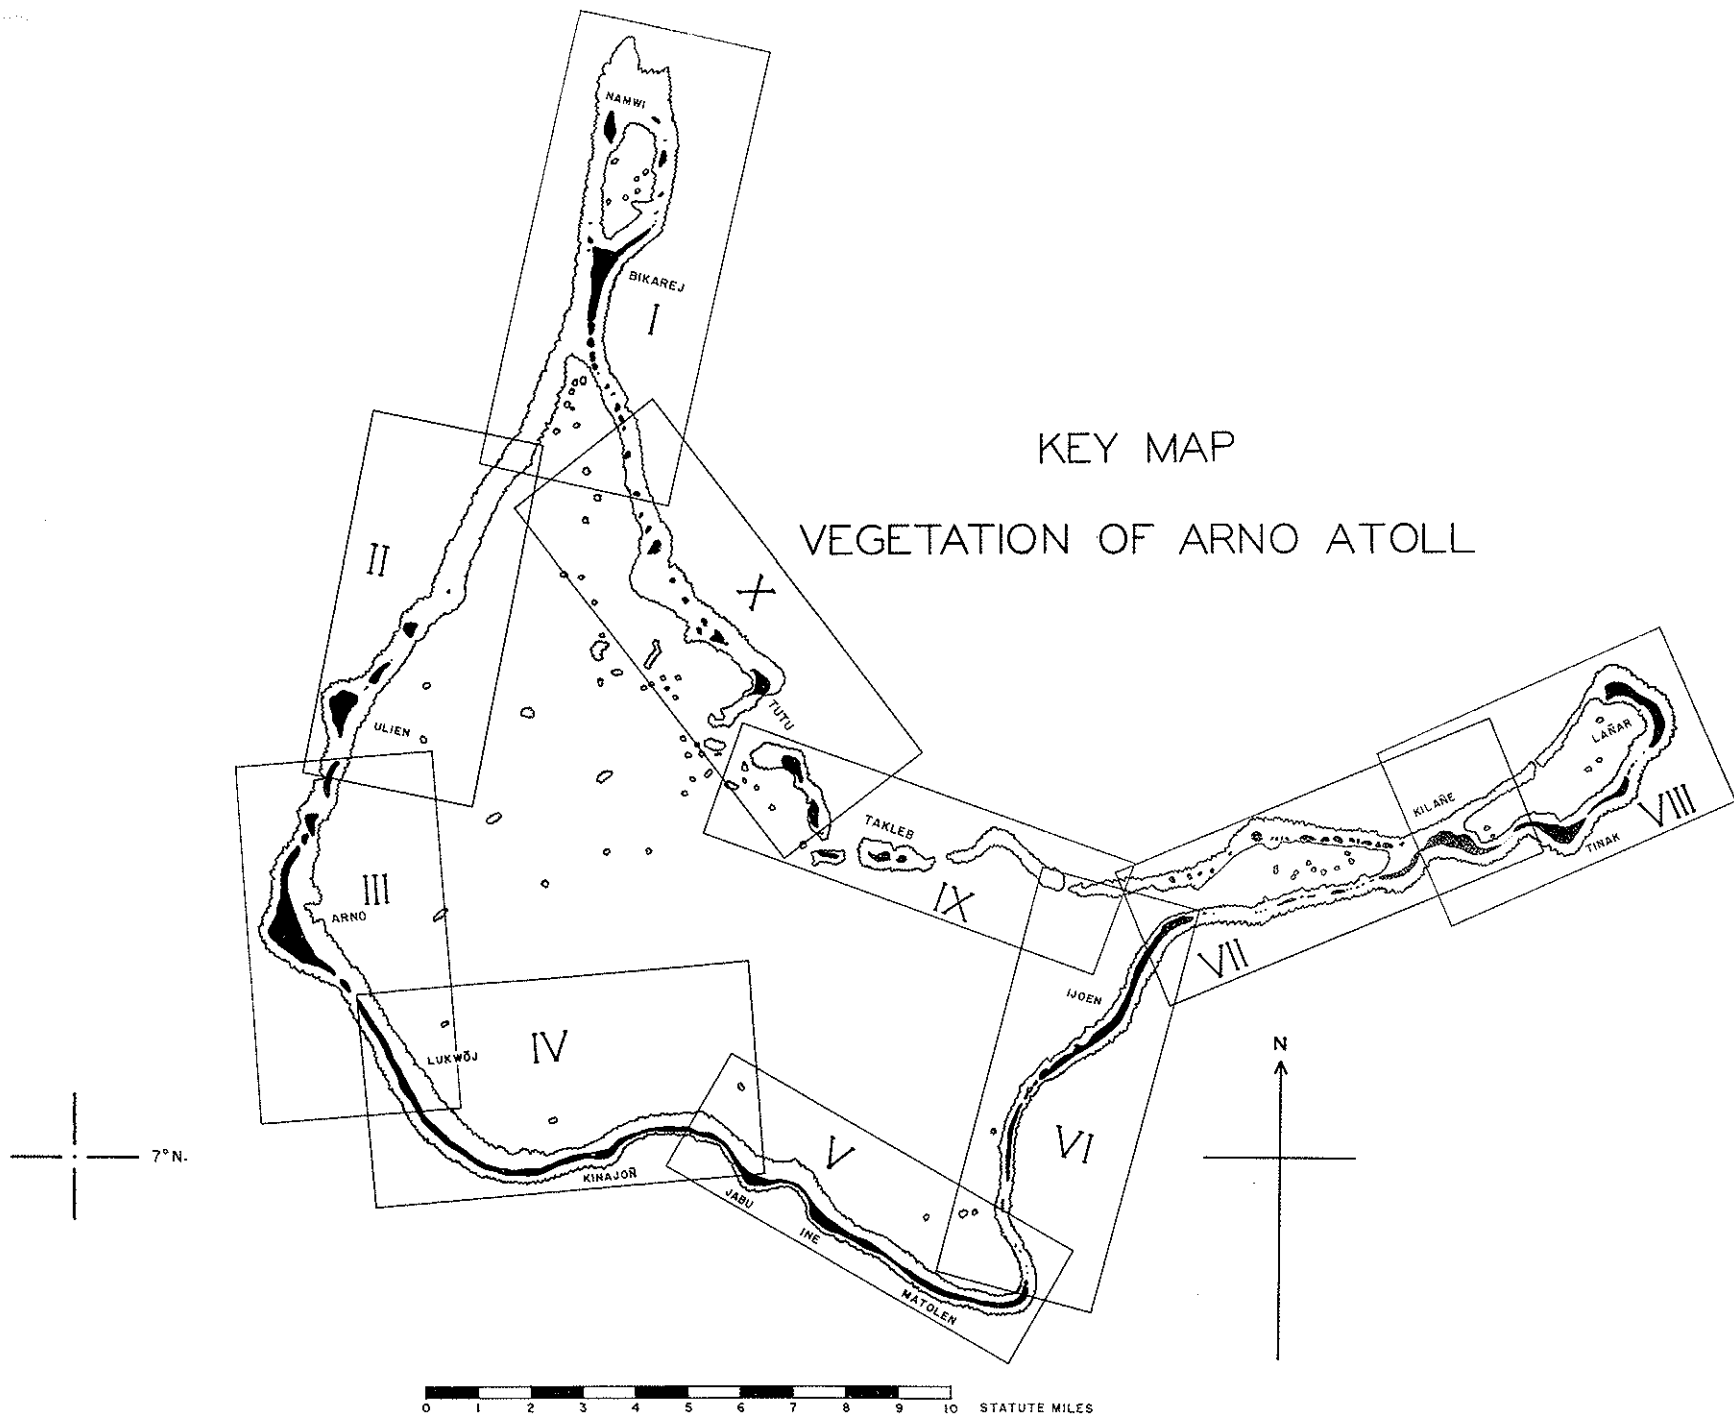 NAMWI
BIKAREJ
I
KEY MAP
VEGETATION OF ARNO ATOLL
II
X
ULIEN
TUTU
LAÑAR
KILAÑE
VIII
TINAK
TAKLEB
III
ARNO
IX
VII
IJOEN
LUKWŌJ
IV
N
V
VI
7° N.
KINAJOÑ
JABU
INE
MATOLEN
0 1 2 3 4 5 6 7 8 9 10 STATUTE MILES